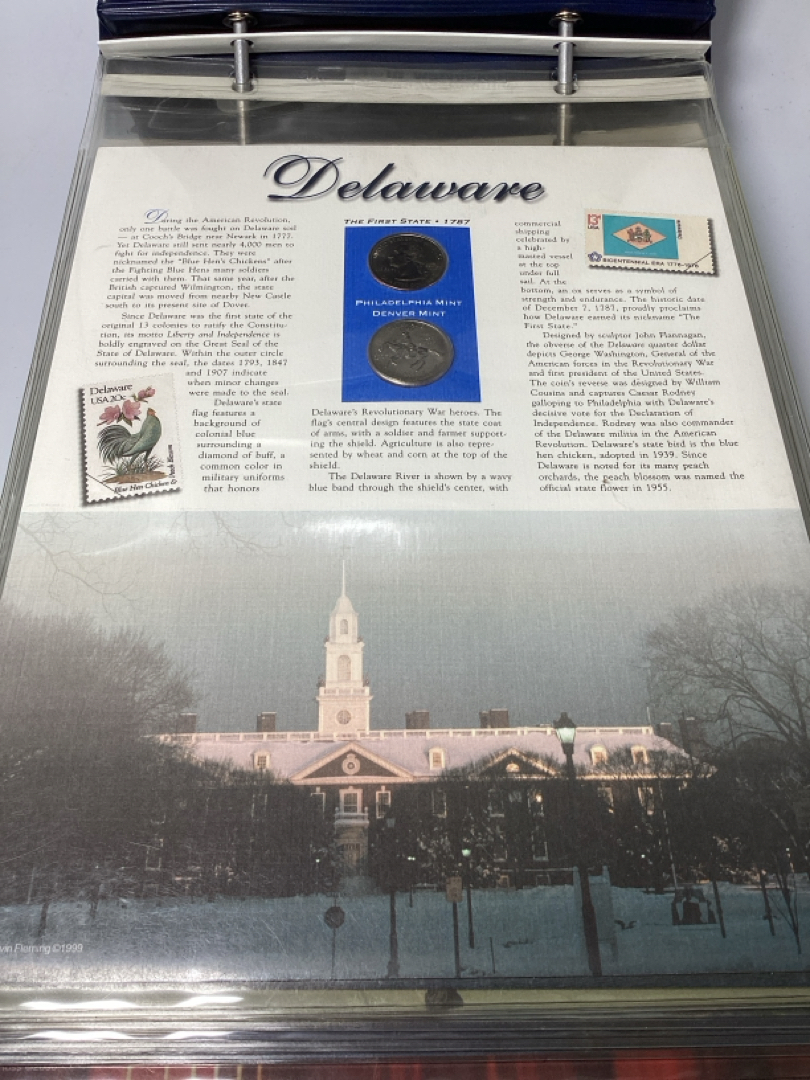 Delaware
During the American Revolution,
only one battle was fought on Delaware soil
— at Cooch's Bridge near Newark in 1777.
Yet Delaware still sent nearly 4,000 men to
fight for independence. They were
nicknamed the "Blue Hen's Chickens" after
the Fighting Blue Hens many soldiers
carried with them. That same year, after the
British captured Wilmington, the state
capital was moved from nearby New Castle
south to its present site of Dover.
Since Delaware was the first state of the
original 13 colonies to ratify the Constitu-
tion, its motto Liberty and Independence is
boldly engraved on the Great Seal of the
State of Delaware. Within the outer circle
surrounding the seal, the dates 1793, 1847
and 1907 indicate
when minor changes
were made to the seal.
Delaware's state
flag features a
background of
colonial blue
surrounding a
diamond of buff, a
common color in
military uniforms
that honors
Delaware
USA 20c
Blue Hen Chicken &
Peach Blossom
THE FIRST STATE • 1787
PHILADELPHIA MINT
DENVER MINT
Delaware's Revolutionary War heroes. The
flag's central design features the state coat
of arms, with a soldier and farmer support-
ing the shield. Agriculture is also repre-
sented by wheat and corn at the top of the
shield.
The Delaware River is shown by a wavy
blue band through the shield's center, with
commercial
shipping
celebrated by
a high-
masted vessel
at the top
under full
sail. At the
bottom, an ox serves as a symbol of
strength and endurance. The historic date
of December 7, 1787, proudly proclaims
how Delaware earned its nickname "The
First State."
Designed by sculptor John Flannagan,
the obverse of the Delaware quarter dollar
depicts George Washington, General of the
American forces in the Revolutionary War
and first president of the United States.
The coin's reverse was designed by William
Cousins and captures Caesar Rodney
galloping to Philadelphia with Delaware's
decisive vote for the Declaration of
Independence. Rodney was also commander
of the Delaware militia in the American
Revolution. Delaware's state bird is the blue
hen chicken, adopted in 1939. Since
Delaware is noted for its many peach
orchards, the peach blossom was named the
official state flower in 1955.
13c
USA
Delaware
BICENTENNIAL ERA 1776-1976
vin Fleming ©1999